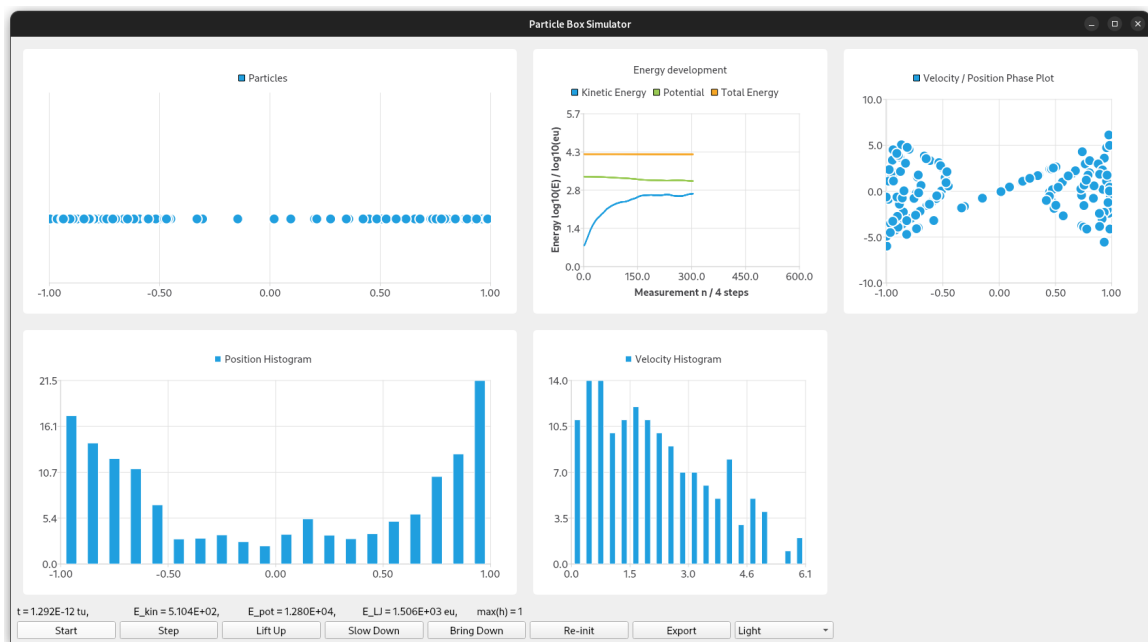 Particle Box Simulator
Particles
-1.00 -0.50 0.00 0.50 1.00
Energy development
Kinetic Energy Potential Total Energy
Energy log10(E) / log10(eu)
5.7
4.3
2.8
1.4
0.0
0.0 150.0 300.0 450.0 600.0
Measurement n / 4 steps
Velocity / Position Phase Plot
10.0
5.0
0.0
-5.0
-10.0
-1.00 -0.50 0.00 0.50 1.00
Position Histogram
21.5
16.1
10.7
5.4
0.0
-1.00 -0.50 0.00 0.50 1.00
Velocity Histogram
14.0
10.5
7.0
3.5
0.0
0.0 1.5 3.0 4.6 6.1
t = 1.292E-12 tu, E_kin = 5.104E+02, E_pot = 1.280E+04, E_LJ = 1.506E+03 eu, max(h) = 1
Start Step Lift Up Slow Down Bring Down Re-init Export Light